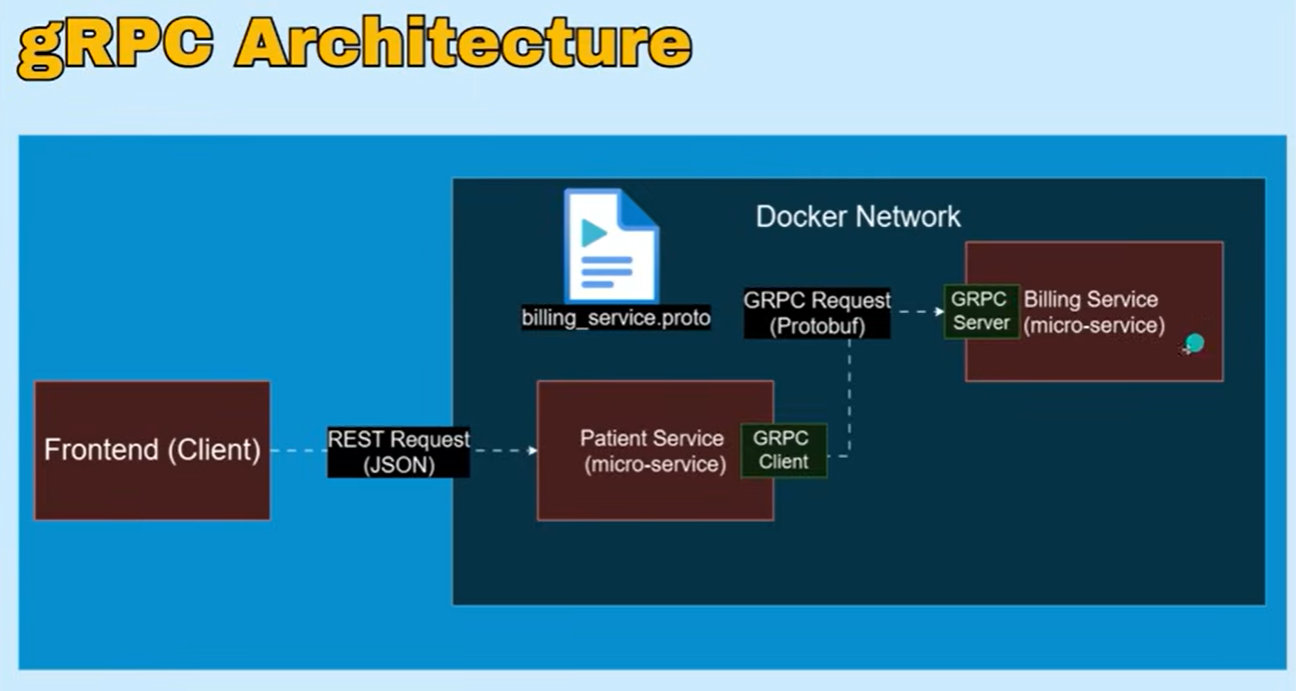 gRPC Architecture
Docker Network
billing_service.proto
GRPC Request
(Protobuf)
GRPC
Server
Billing Service
(micro-service)
Frontend (Client)
REST Request
(JSON)
Patient Service
(micro-service)
GRPC
Client